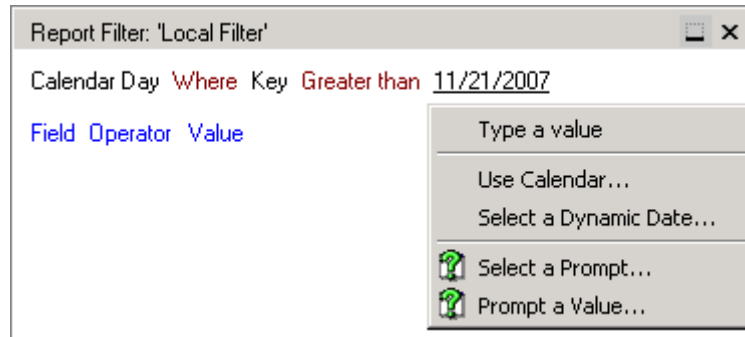 Report Filter: 'Local Filter'
Calendar Day Where Key Greater than 11/21/2007
Field Operator Value
Type a value
Use Calendar...
Select a Dynamic Date...
Select a Prompt...
Prompt a Value...